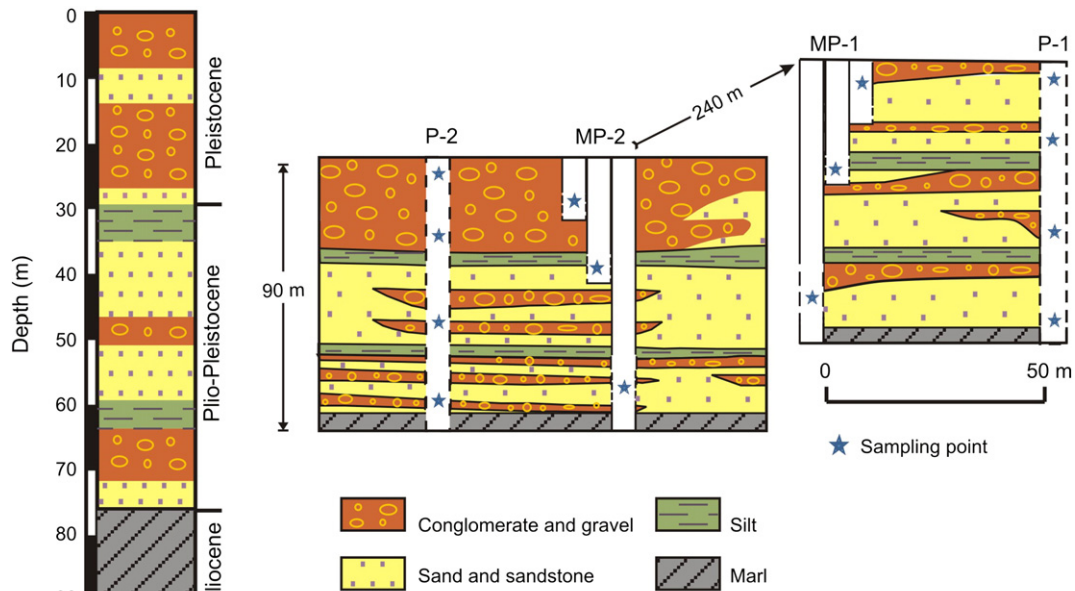 Depth (m)
0
10
20
30
40
50
60
70
80
Pleistocene
Plio-Pleistocene
liocene
90 m
P-2
MP-2
240 m
MP-1
P-1
0
50 m
Sampling point
Conglomerate and gravel
Silt
Sand and sandstone
Marl